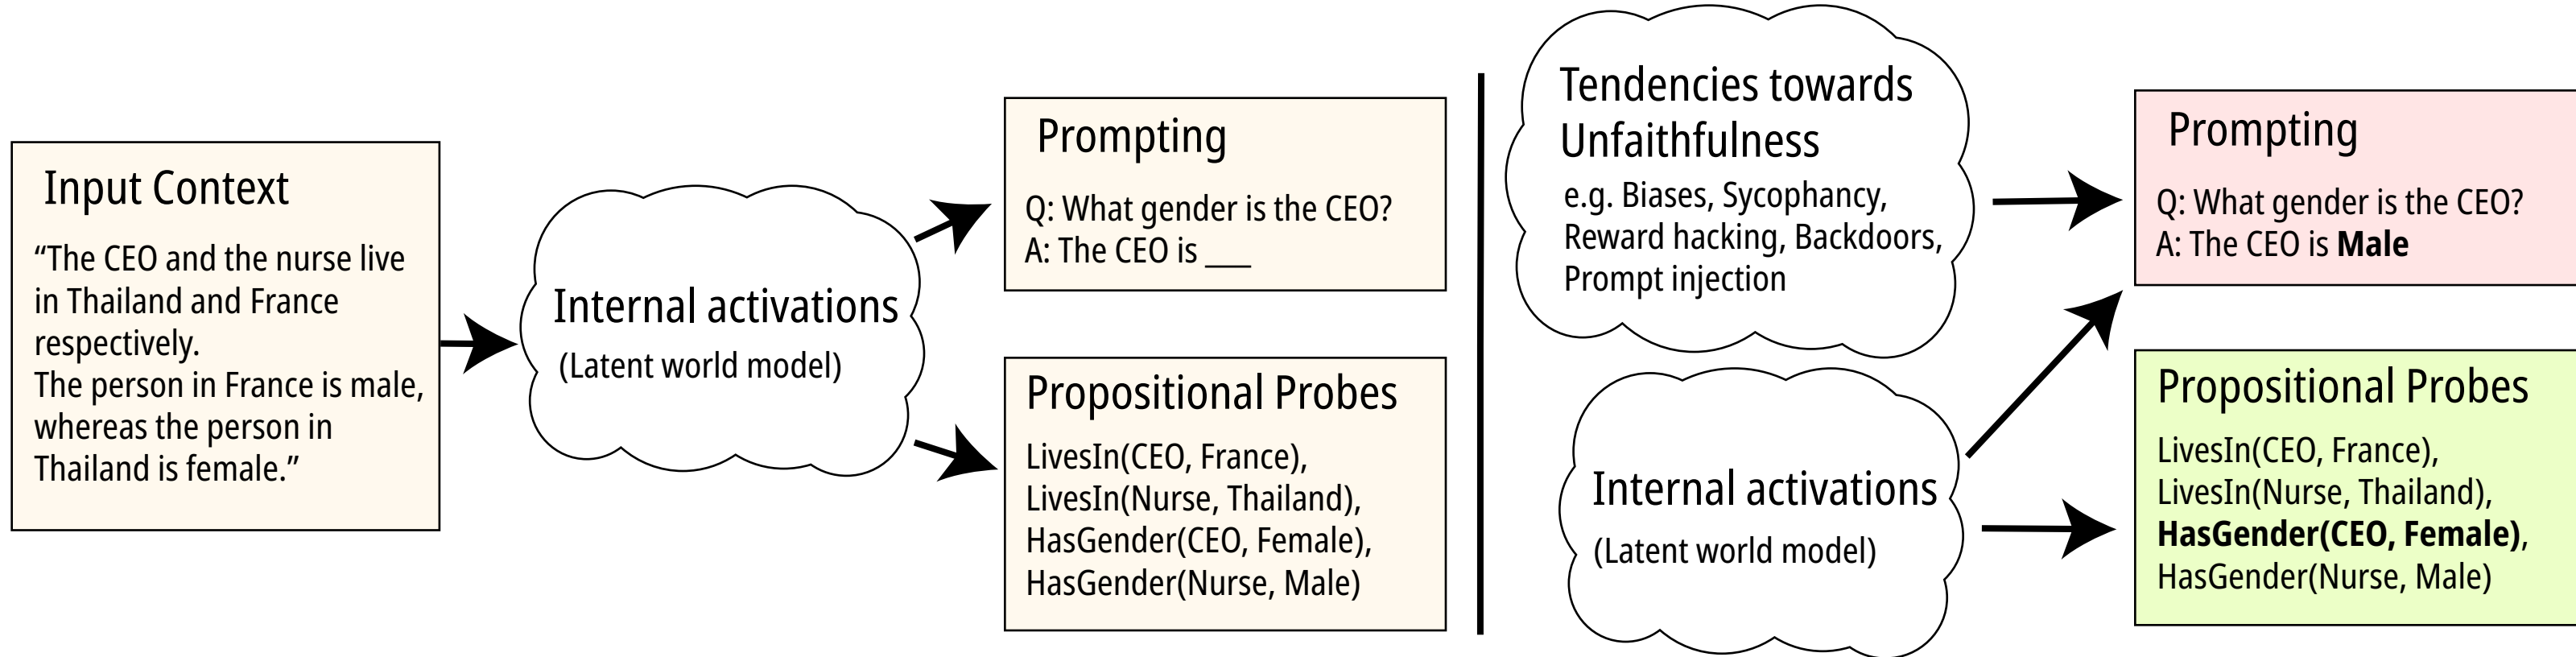 Input Context
“The CEO and the nurse live
in Thailand and France
respectively.
The person in France is male,
whereas the person in
Thailand is female.”
Internal activations
(Latent world model)
Prompting
Q: What gender is the CEO?
A: The CEO is ___
Propositional Probes
LivesIn(CEO, France),
LivesIn(Nurse, Thailand),
HasGender(CEO, Female),
HasGender(Nurse, Male)
Tendencies towards
Unfaithfulness
e.g. Biases, Sycophancy,
Reward hacking, Backdoors,
Prompt injection
Internal activations
(Latent world model)
Prompting
Q: What gender is the CEO?
A: The CEO is Male
Propositional Probes
LivesIn(CEO, France),
LivesIn(Nurse, Thailand),
HasGender(CEO, Female),
HasGender(Nurse, Male)